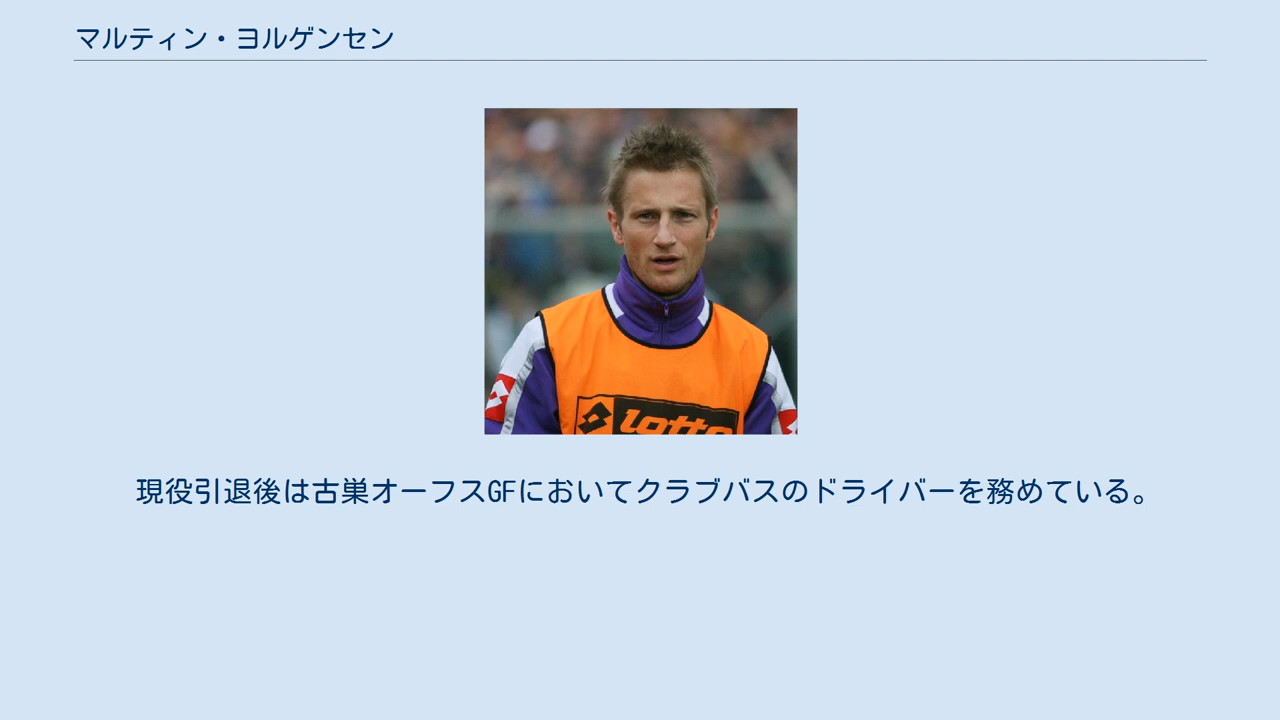 マルティン・ヨルゲンセン
lotto
現役引退後は古巣オーフスGFにおいてクラブバスのドライバーを務めている。